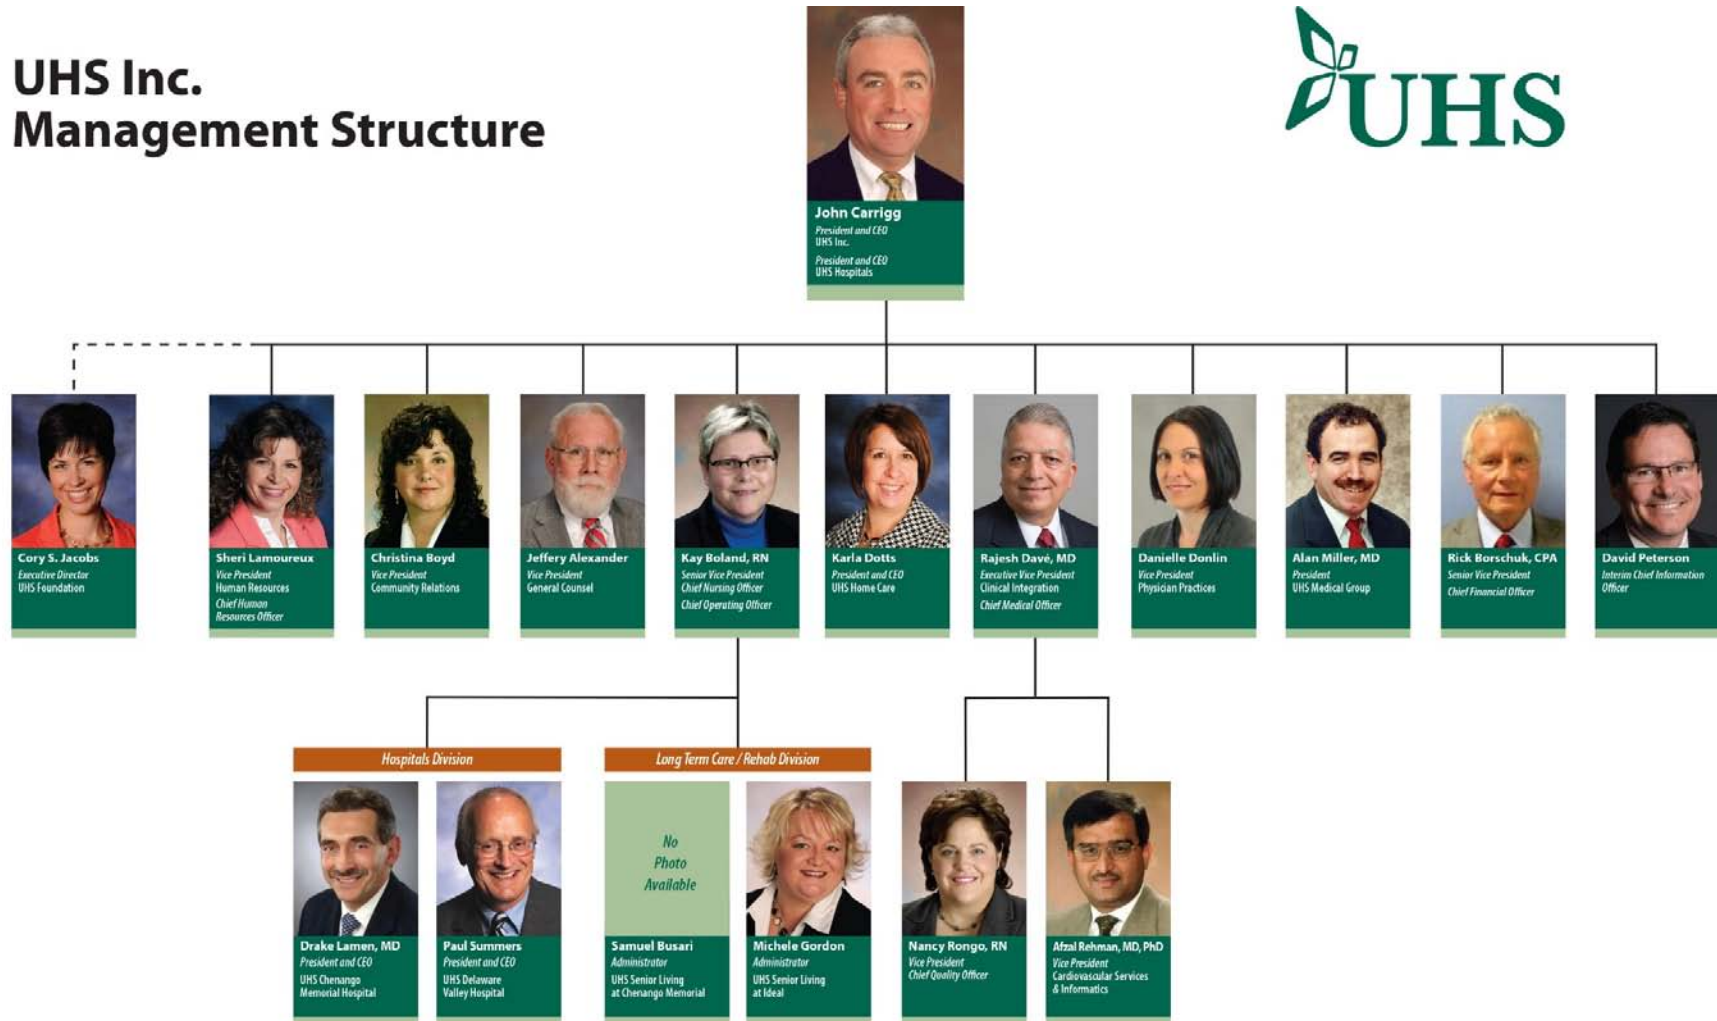 UHS Inc.
Management Structure
UHS
John Carrigg
President and CEO
UHS Inc.
President and CEO
UHS Hospitals
Cory S. Jacobs
Executive Director
UHS Foundation
Sheri Lamoureux
Vice President
Human Resources
Chief Human
Resources Officer
Christina Boyd
Vice President
Community Relations
Jeffery Alexander
Vice President
General Counsel
Kay Boland, RN
Senior Vice President
Chief Nursing Officer
Chief Operating Officer
Karla Dotts
President and CEO
UHS Home Care
Rajesh Davé, MD
Executive Vice President
Clinical Integration
Chief Medical Officer
Danielle Donlin
Vice President
Physician Practices
Alan Miller, MD
President
UHS Medical Group
Rick Borschuk, CPA
Senior Vice President
Chief Financial Officer
David Peterson
Interim Chief Information
Officer
Hospitals Division
Drake Lamen, MD
President and CEO
UHS Chenango
Memorial Hospital
Paul Summers
President and CEO
UHS Delaware
Valley Hospital
Long Term Care / Rehab Division
No
Photo
Available
Samuel Busari
Administrator
UHS Senior Living
at Chenango Memorial
Michele Gordon
Administrator
UHS Senior Living
at Ideal
Nancy Rongo, RN
Vice President
Chief Quality Officer
Afzal Rehman, MD, PhD
Vice President
Cardiovascular Services
& Informatics